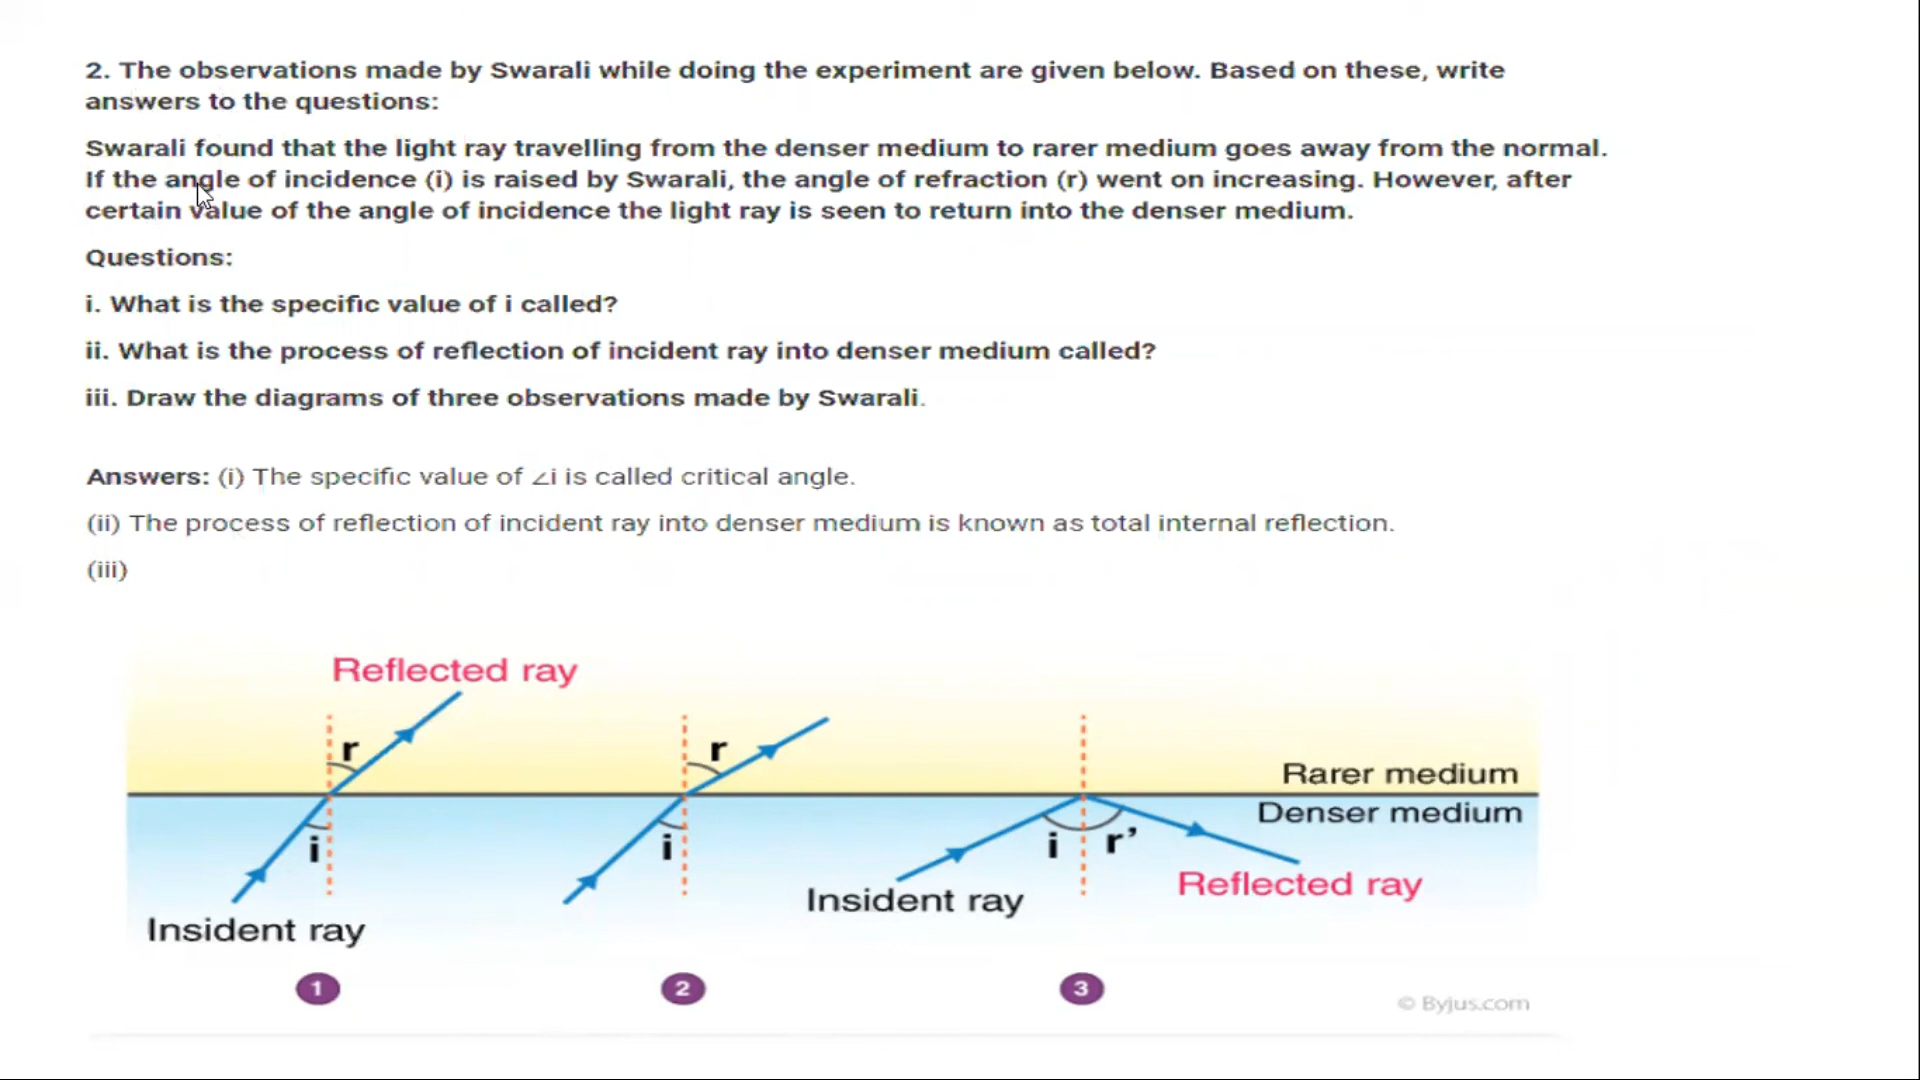 2. The observations made by Swarali while doing the experiment are given below. Based on these, write
answers to the questions:
Swarali found that the light ray travelling from the denser medium to rarer medium goes away from the normal.
If the angle of incidence (i) is raised by Swarali, the angle of refraction (r) went on increasing. However, after
certain value of the angle of incidence the light ray is seen to return into the denser medium.
Questions:
i. What is the specific value of i called?
ii. What is the process of reflection of incident ray into denser medium called?
iii. Draw the diagrams of three observations made by Swarali.
Answers: (i) The specific value of ∠i is called critical angle.
(ii) The process of reflection of incident ray into denser medium is known as total internal reflection.
(iii)
Reflected ray
r
i
Insident ray
1
r
i
2
Rarer medium
Denser medium
i
r’
Insident ray
Reflected ray
3
© Byjus.com